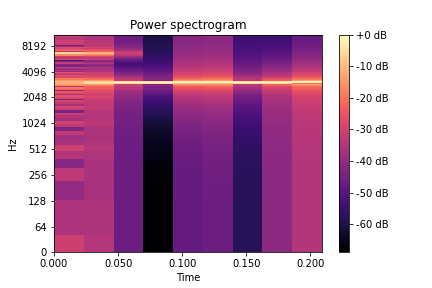 Power spectrogram
8192
4096
2048
1024
512
256
128
64
0
Hz
0.000 0.050 0.100 0.150 0.200
Time
+0 dB
-10 dB
-20 dB
-30 dB
-40 dB
-50 dB
-60 dB